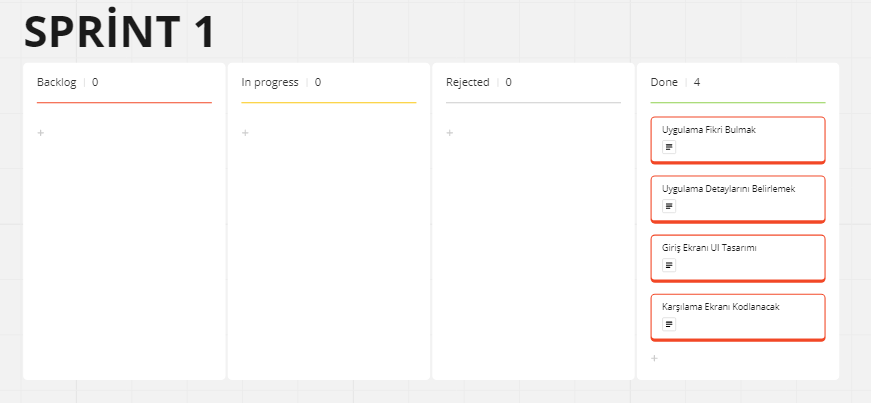 SPRİNT 1
Backlog | 0
In progress | 0
Rejected | 0
Done | 4
+
+
+
Uygulama Fikri Bulmak
Uygulama Detaylarını Belirlemek
Giriş Ekranı UI Tasarımı
Karşılama Ekranı Kodlanacak
+